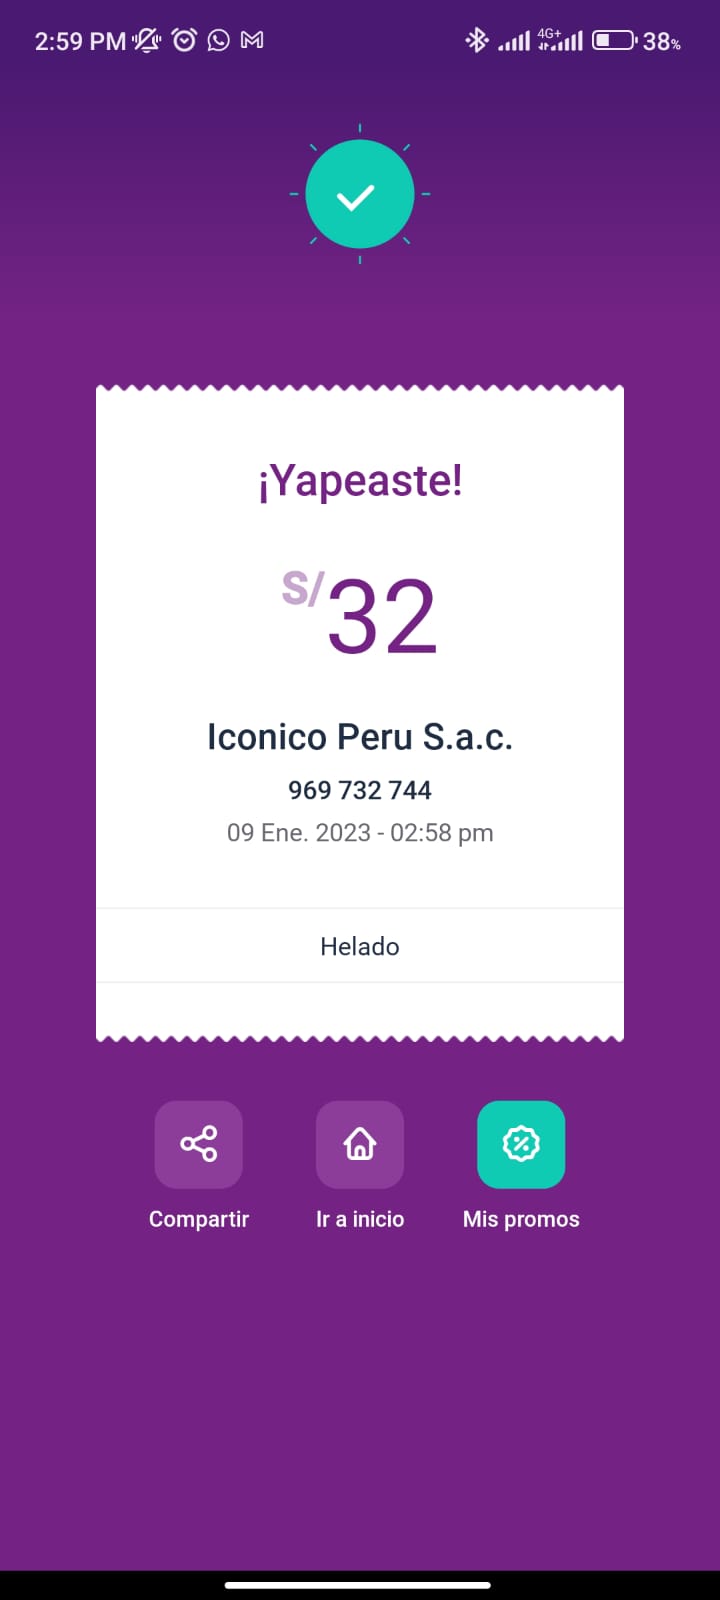 2:59 PM 4G+ 38%
¡Yapeaste!
S/32
Iconico Peru S.a.c.
969 732 744
09 Ene. 2023 - 02:58 pm
Helado
Compartir Ir a inicio Mis promos